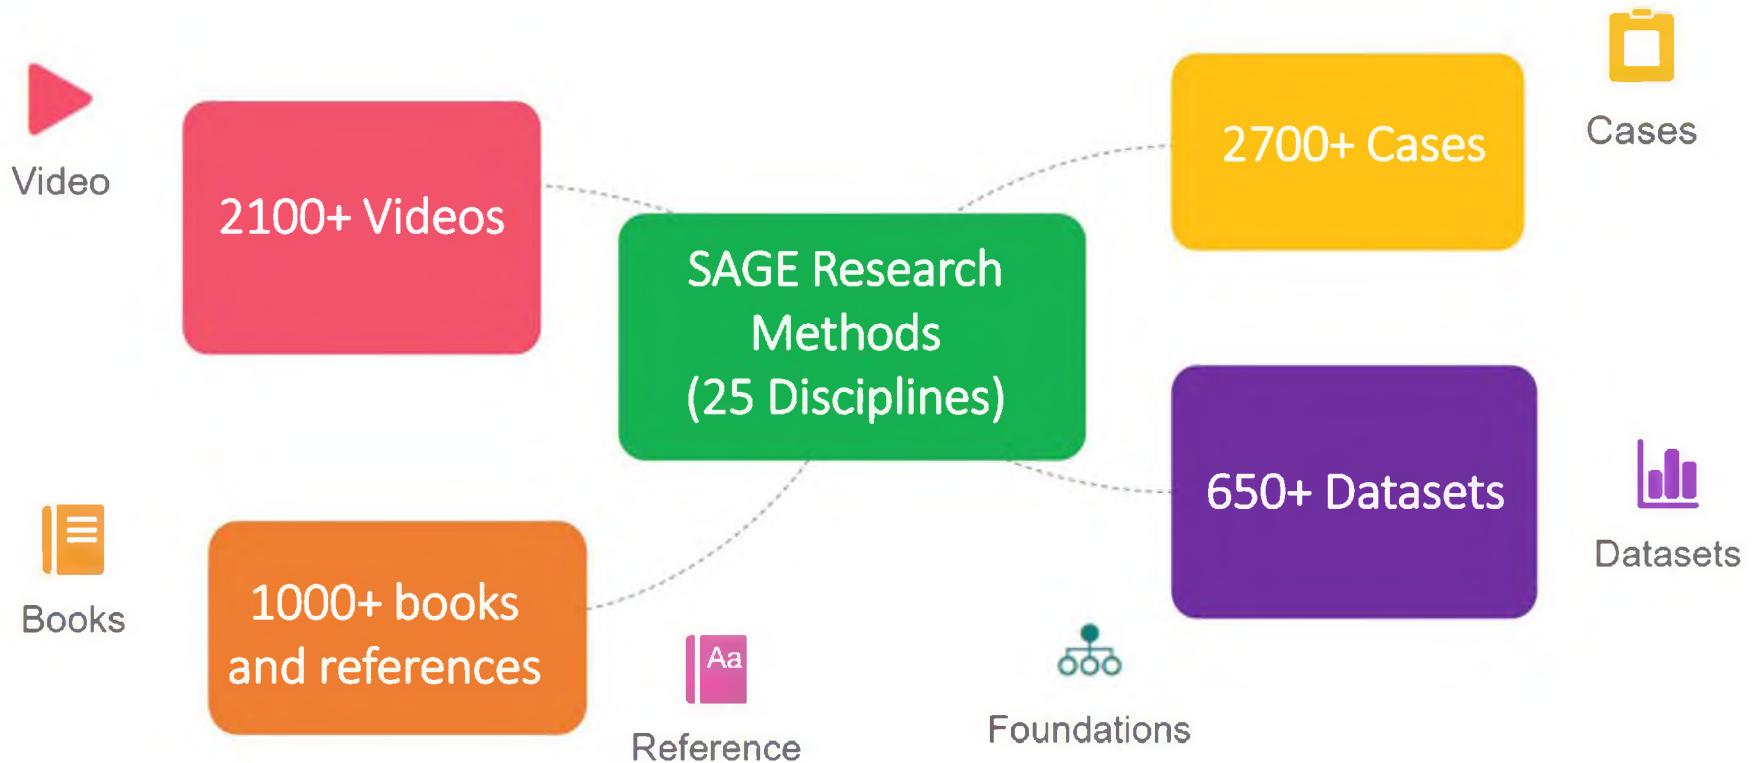 Video
2100+ Videos
2700+ Cases
Cases
SAGE Research
Methods
(25 Disciplines)
650+ Datasets
Datasets
Books
1000+ books
and references
Aa
Reference
Foundations